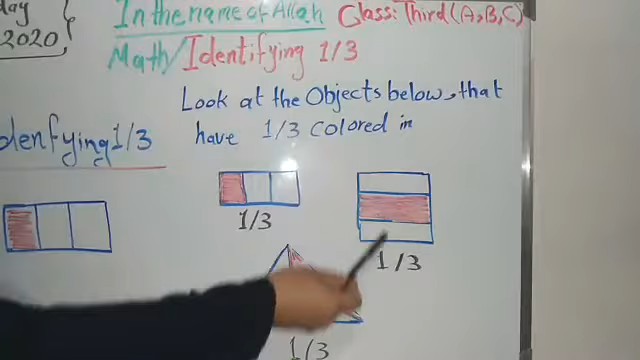 day
2020
In the name of Allah
Class: Third (A,B,C)
Math/Identifying 1/3
Look at the Objects below, that
have 1/3 colored in
denfying 1/3
1/3
1/3
1/3